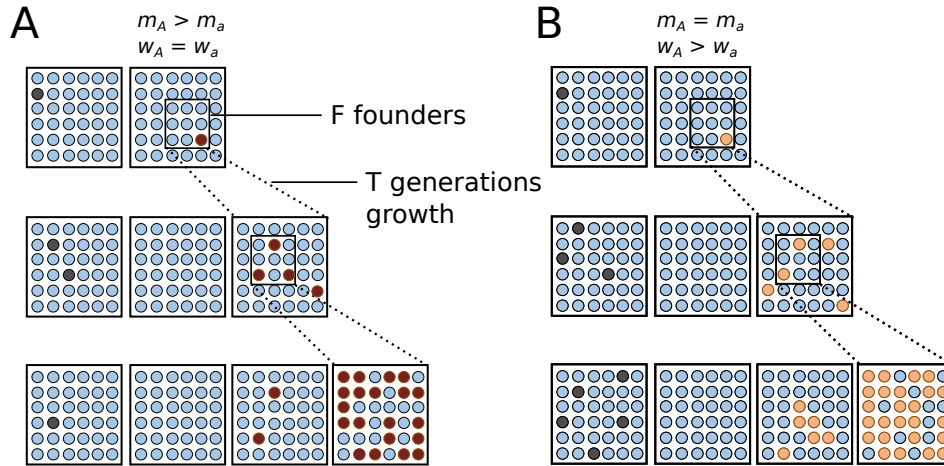 A
m_A > m_a
w_A = w_a
F founders
T generations
growth
B
m_A = m_a
w_A > w_a